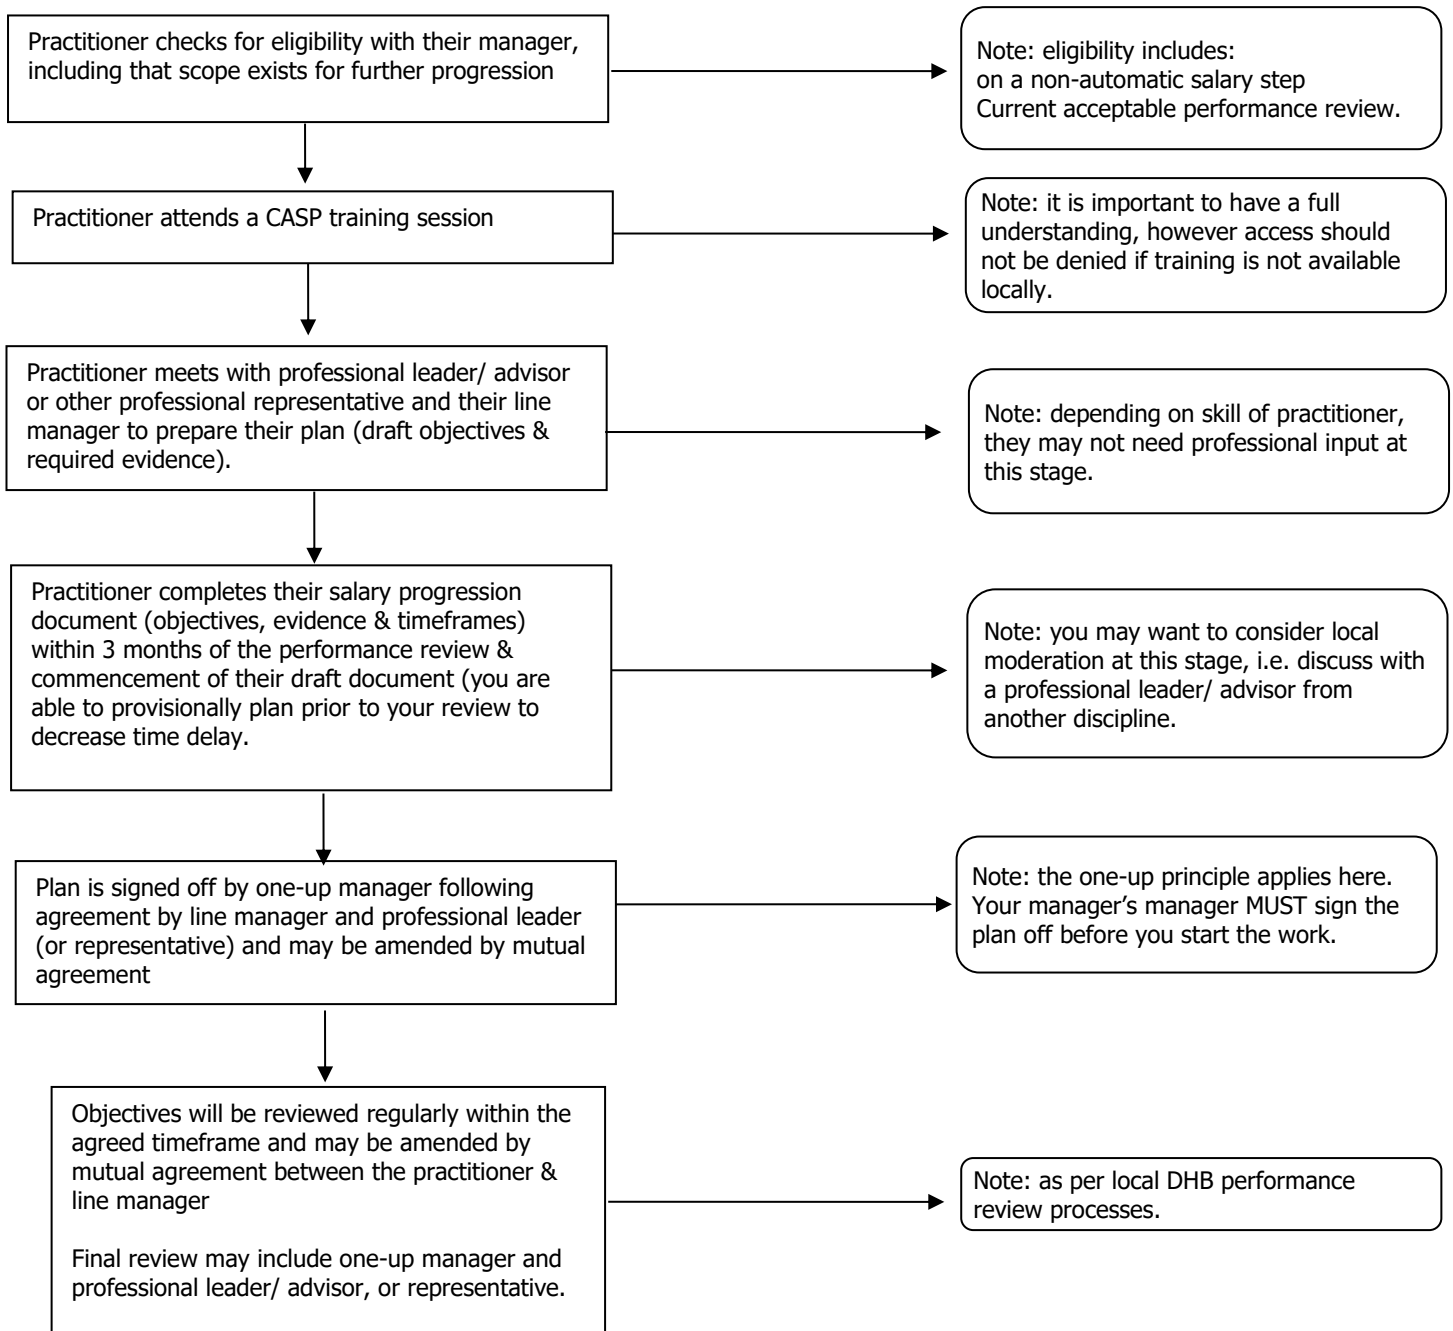 Practitioner checks for eligibility with their manager,
including that scope exists for further progression
Note: eligibility includes:
on a non-automatic salary step
Current acceptable performance review.
Practitioner attends a CASP training session
Note: it is important to have a full
understanding, however access should
not be denied if training is not available
locally.
Practitioner meets with professional leader/ advisor
or other professional representative and their line
manager to prepare their plan (draft objectives &
required evidence).
Note: depending on skill of practitioner,
they may not need professional input at
this stage.
Practitioner completes their salary progression
document (objectives, evidence & timeframes)
within 3 months of the performance review &
commencement of their draft document (you are
able to provisionally plan prior to your review to
decrease time delay.
Note: you may want to consider local
moderation at this stage, i.e. discuss with
a professional leader/ advisor from
another discipline.
Plan is signed off by one-up manager following
agreement by line manager and professional leader
(or representative) and may be amended by mutual
agreement
Note: the one-up principle applies here.
Your manager’s manager MUST sign the
plan off before you start the work.
Objectives will be reviewed regularly within the
agreed timeframe and may be amended by
mutual agreement between the practitioner &
line manager
Final review may include one-up manager and
professional leader/ advisor, or representative.
Note: as per local DHB performance
review processes.